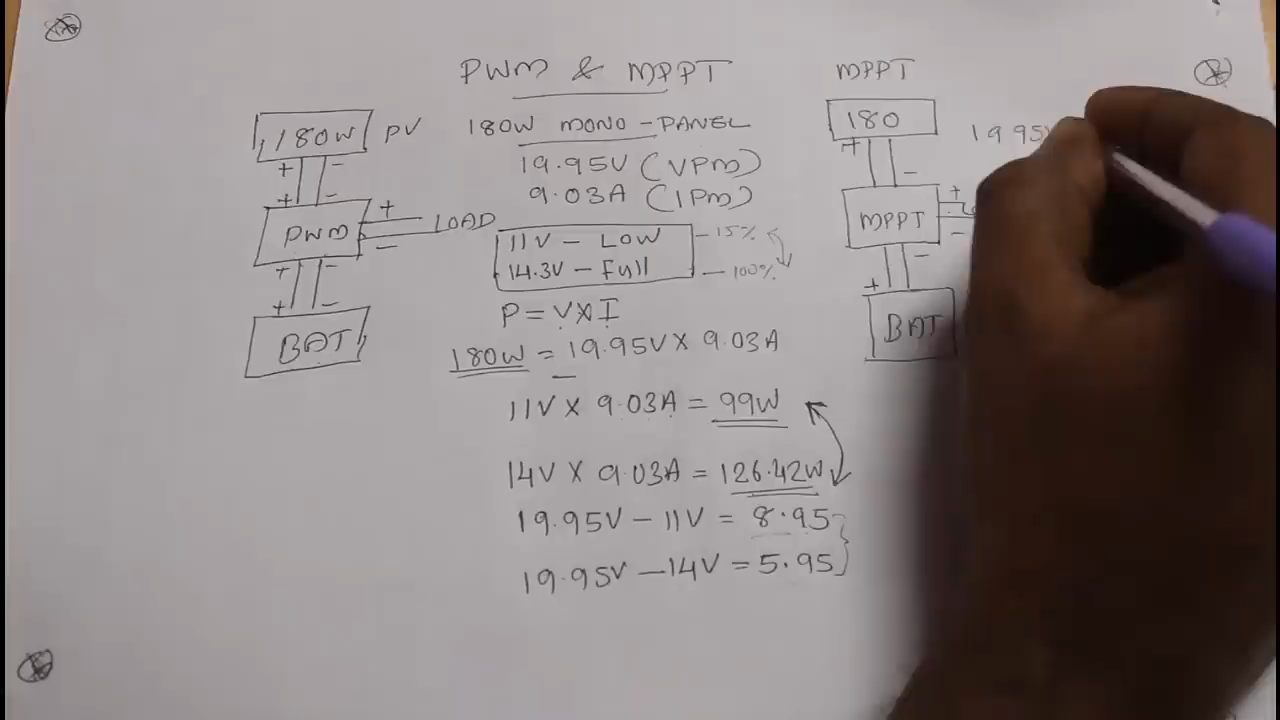 PWM & MPPT
180W PV
+ -
+ -
PWM + - LOAD
+ -
+ -
BAT
180W MONO-PANEL
19.95V (VPM)
9.03A (IPM)
11V - LOW - 15%
14.3V - Full - 100%
P = V X I
180W = 19.95V X 9.03A
11V X 9.03A = 99W
14V X 9.03A = 126.42W
19.95V - 11V = 8.95
19.95V - 14V = 5.95
MPPT
180
+ -
MPPT + -
+ -
BAT
19.95